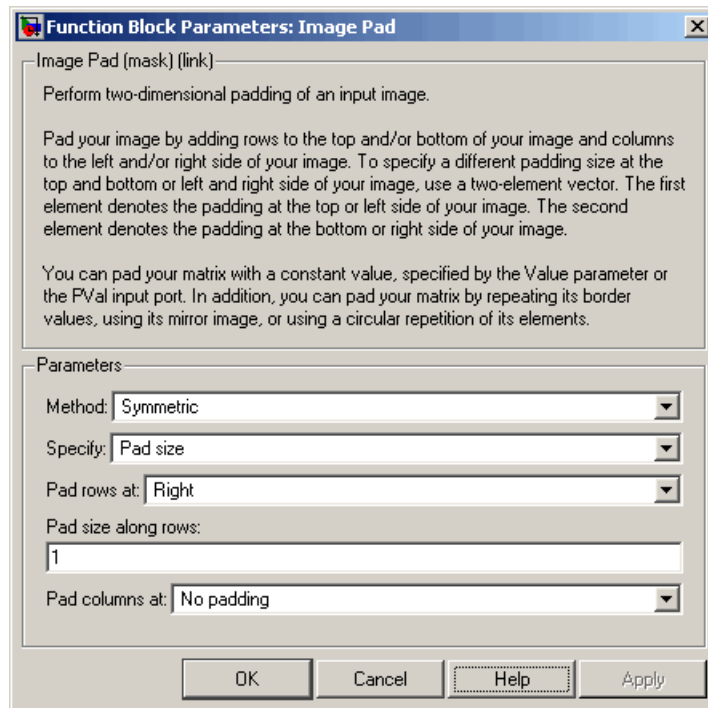 Function Block Parameters: Image Pad
Image Pad (mask) (link)
Perform two-dimensional padding of an input image.
Pad your image by adding rows to the top and/or bottom of your image and columns
to the left and/or right side of your image. To specify a different padding size at the
top and bottom or left and right side of your image, use a two-element vector. The first
element denotes the padding at the top or left side of your image. The second
element denotes the padding at the bottom or right side of your image.
You can pad your matrix with a constant value, specified by the Value parameter or
the PVal input port. In addition, you can pad your matrix by repeating its border
values, using its mirror image, or using a circular repetition of its elements.
Parameters
Method: Symmetric
Specify: Pad size
Pad rows at: Right
Pad size along rows:
1
Pad columns at: No padding
OK Cancel Help Apply